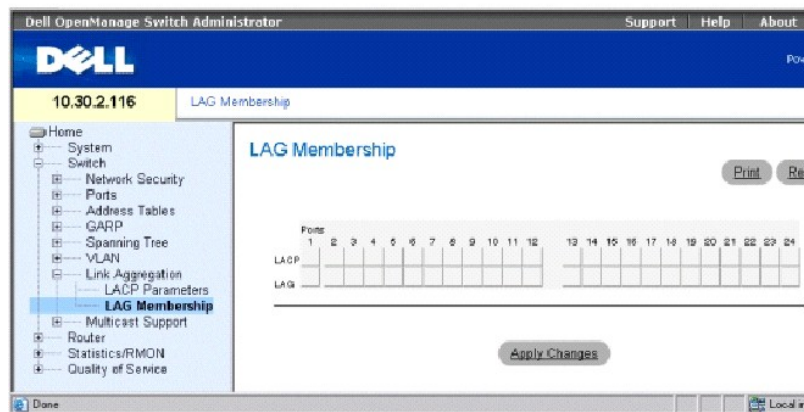 Dell OpenManage Switch Administrator Support Help About
DELL
10.30.2.116 LAG Membership
Home
System
Switch
Network Security
Ports
Address Tables
GARP
Spanning Tree
VLAN
Link Aggregation
LACP Parameters
LAG Membership
Multicast Support
Router
Statistics/RMON
Quality of Service
LAG Membership
Print
Ports
1 2 3 4 5 6 7 8 9 10 11 12 13 14 15 16 17 18 19 20 21 22 23 24
LACP
LAG
Apply Changes
Done Local